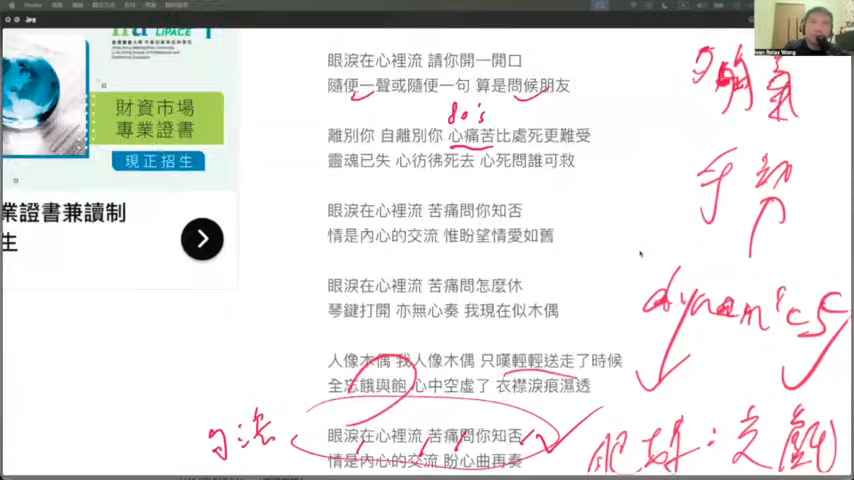 LiPACE
財資市場
專業證書
現正招生
業證書兼讀制
生
Ivan Relax Wong
眼淚在心裡流 請你開一開口
隨便一聲或隨便一句 算是問候朋友
80's
離別你 自離別你 心痛苦比處死更難受
靈魂已失 心彷彿死去 心死問誰可救
眼淚在心裡流 苦痛問你知否
情是內心的交流 惟盼望情愛如舊
眼淚在心裡流 苦痛問怎麼休
琴鍵打開 亦無心奏 我現在似木偶
人像木偶 我人像木偶 只嘆輕輕送走了時候
全忘餓與飽 心中空虛了 衣襟淚痕濕透
眼淚在心裡流 苦痛問你知否
情是內心的交流 盼心曲再奏
句法
氣
手
dynamics